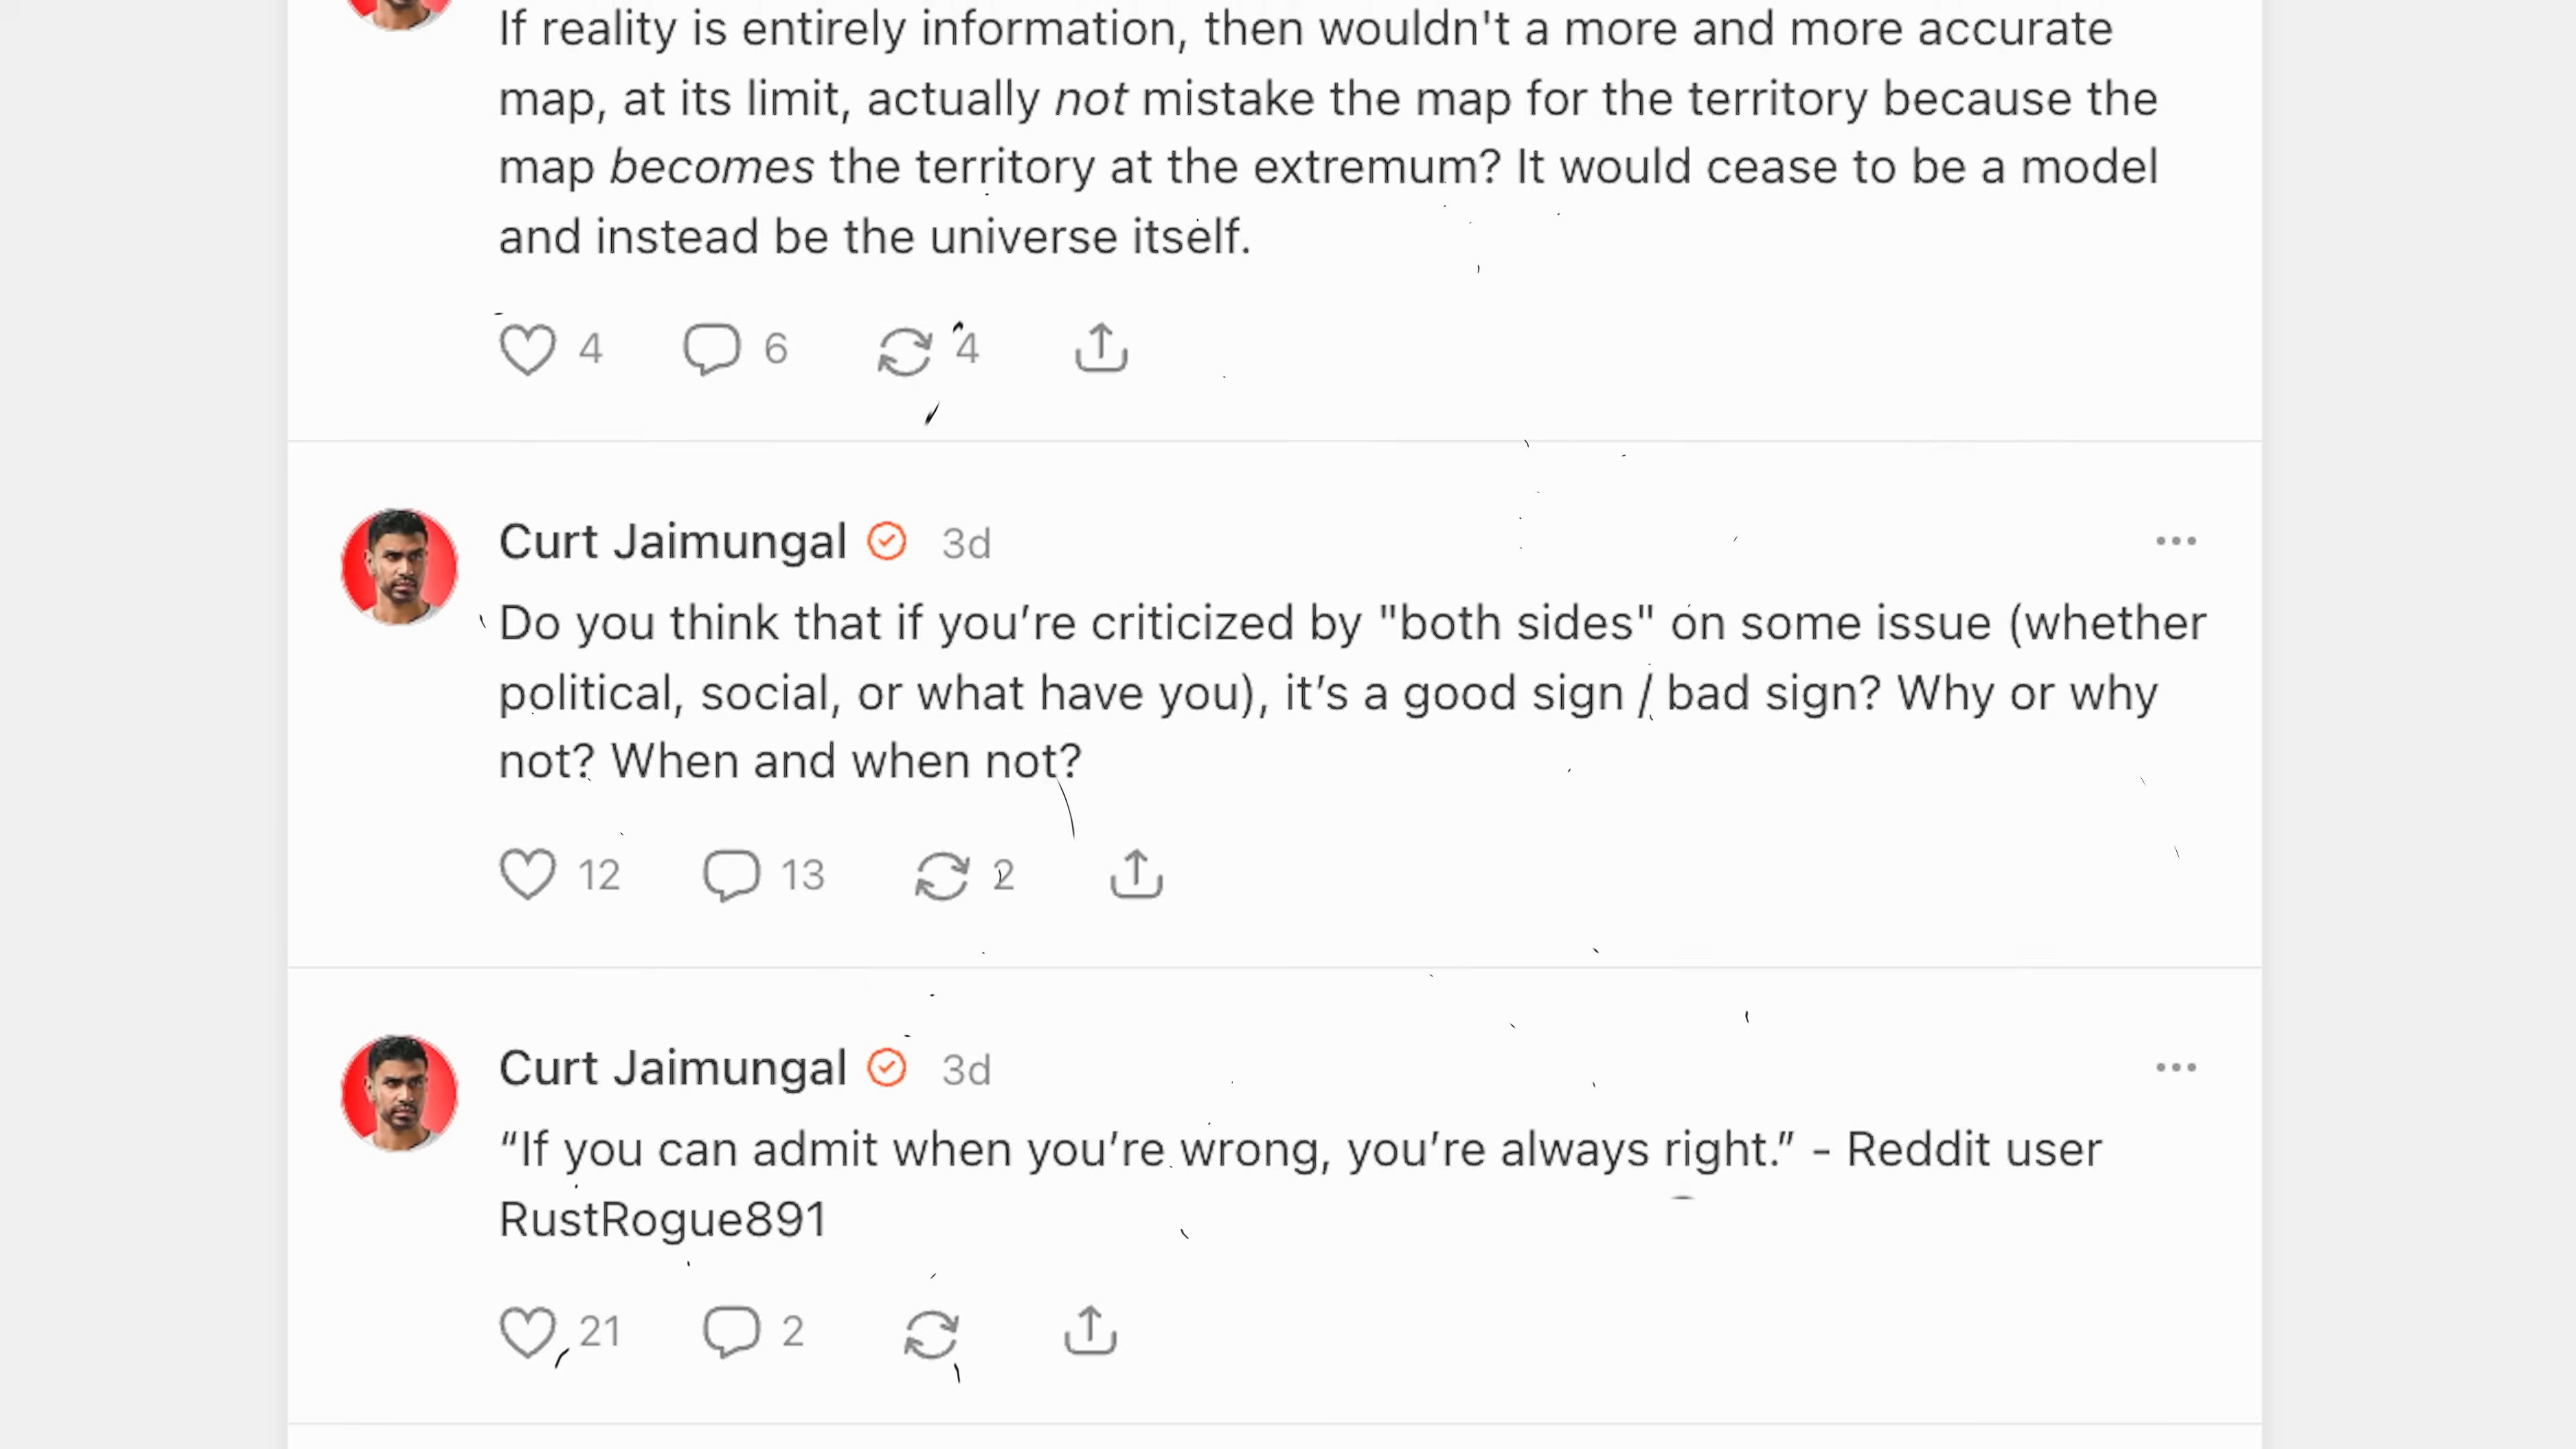 If reality is entirely information, then wouldn't a more and more accurate
map, at its limit, actually not mistake the map for the territory because the
map becomes the territory at the extremum? It would cease to be a model
and instead be the universe itself.
4 6 4
Curt Jaimungal 3d
Do you think that if you’re criticized by "both sides" on some issue (whether
political, social, or what have you), it’s a good sign / bad sign? Why or why
not? When and when not?
12 13 2
Curt Jaimungal 3d
“If you can admit when you’re wrong, you’re always right.” - Reddit user
RustRogue891
21 2